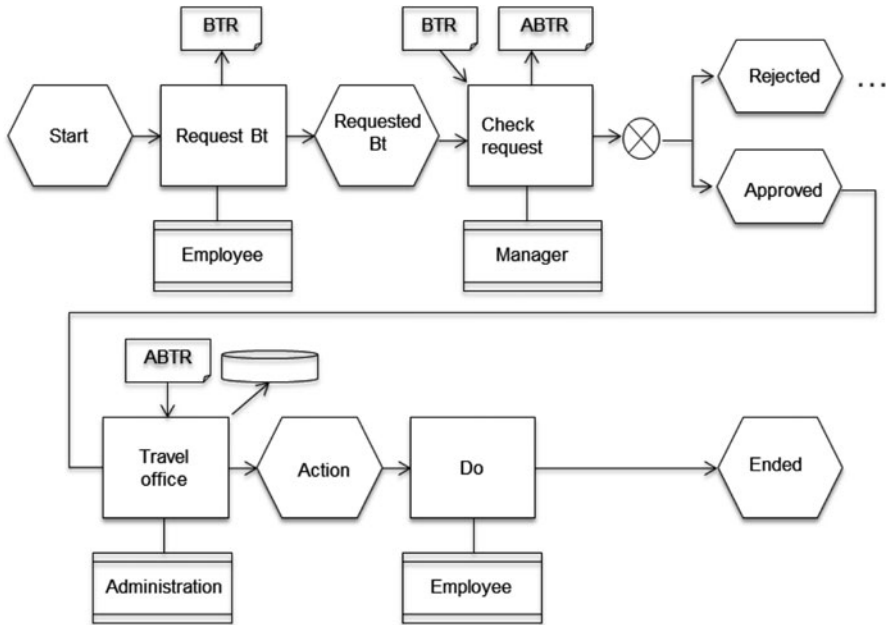 BTR
BTR
ABTR
Start
Request Bt
Requested
Bt
Check
request
Rejected
...
Approved
Employee
Manager
ABTR
Travel
office
Action
Do
Ended
Administration
Employee